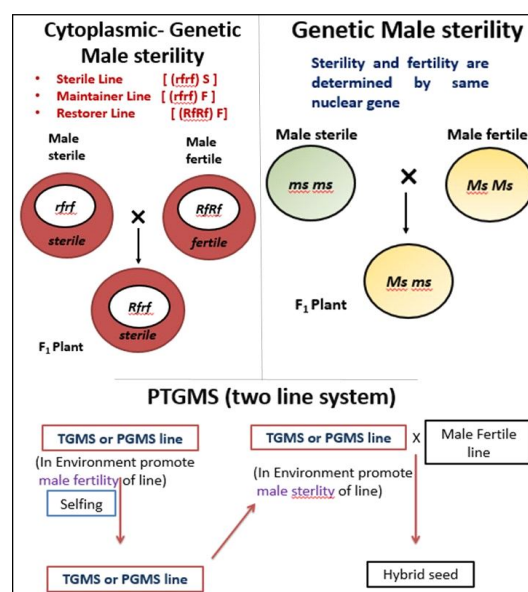 Cytoplasmic- Genetic
Male sterility
• Sterile Line [ (rfrf) S ]
• Maintainer Line [ (rfrf) F ]
• Restorer Line [ (RfRf) F]
Male
sterile
Male
fertile
rfrf
sterile
X
RfRf
fertile
Rfrf
sterile
F1 Plant
Genetic Male sterility
Sterility and fertility are
determined by same
nuclear gene
Male sterile
Male fertile
ms ms
X
Ms Ms
Ms ms
F1 Plant
PTGMS (two line system)
TGMS or PGMS line
(In Environment promote
male fertility of line)
Selfing
TGMS or PGMS line
TGMS or PGMS line
X
Male Fertile
line
(In Environment promote
male sterlity of line)
Hybrid seed